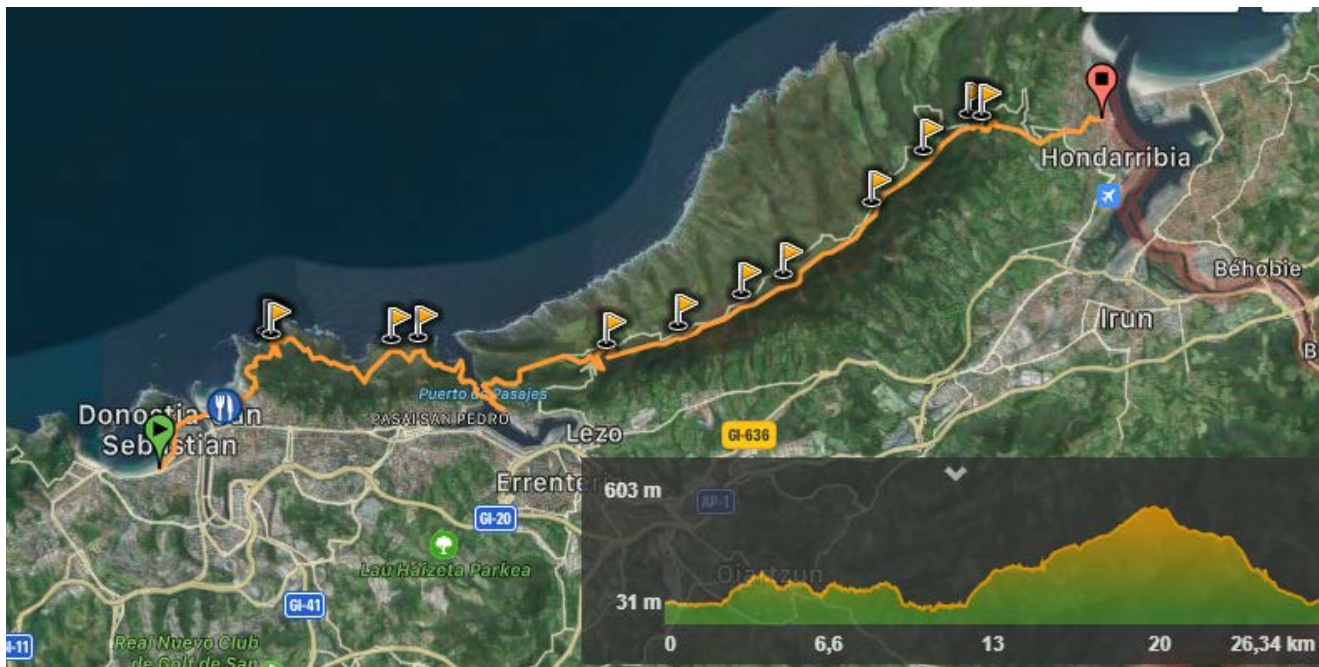 Hondarribia
Béhobie
Irun
B
Puerto de Pasajes
PASAI SAN PEDRO
Donostia San
Sebastian
Lezo
GI-636
Errenteria
GI-20
AP-1
603 m
Lau Haizeta Parkea
Oiartzun
31 m
GI-41
0
6,6
13
20
26,34 km
Real Nuevo Club
de Golf de San